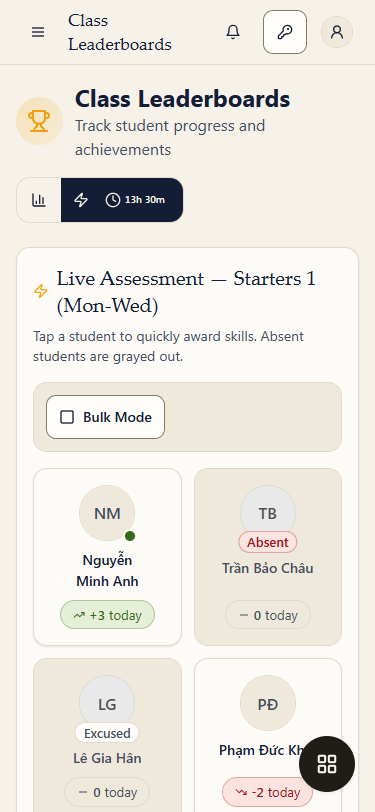 Class
Leaderboards
Class Leaderboards
Track student progress and
achievements
13h 30m
Live Assessment — Starters 1
(Mon-Wed)
Tap a student to quickly award skills. Absent
students are grayed out.
Bulk Mode
NM
Nguyễn
Minh Anh
+3 today
TB
Absent
Trần Bảo Châu
0 today
LG
Excused
Lê Gia Hân
0 today
PĐ
Phạm Đức
-2 today